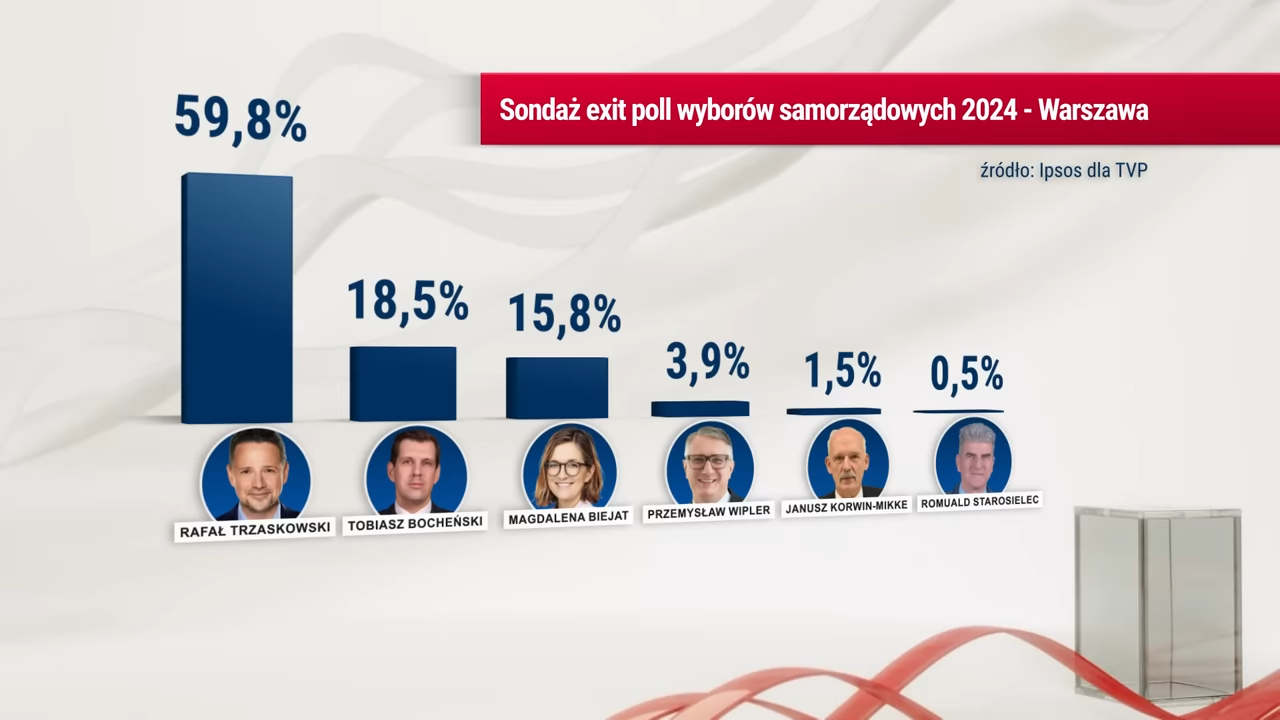 Sondaż exit poll wyborów samorządowych 2024 - Warszawa
źródło: Ipsos dla TVP
59,8%
18,5%
15,8%
3,9%
1,5%
0,5%
RAFAŁ TRZASKOWSKI
TOBIASZ BOCHEŃSKI
MAGDALENA BIEJAT
PRZEMYSŁAW WIPLER
JANUSZ KORWIN-MIKKE
ROMUALD STAROSIELEC